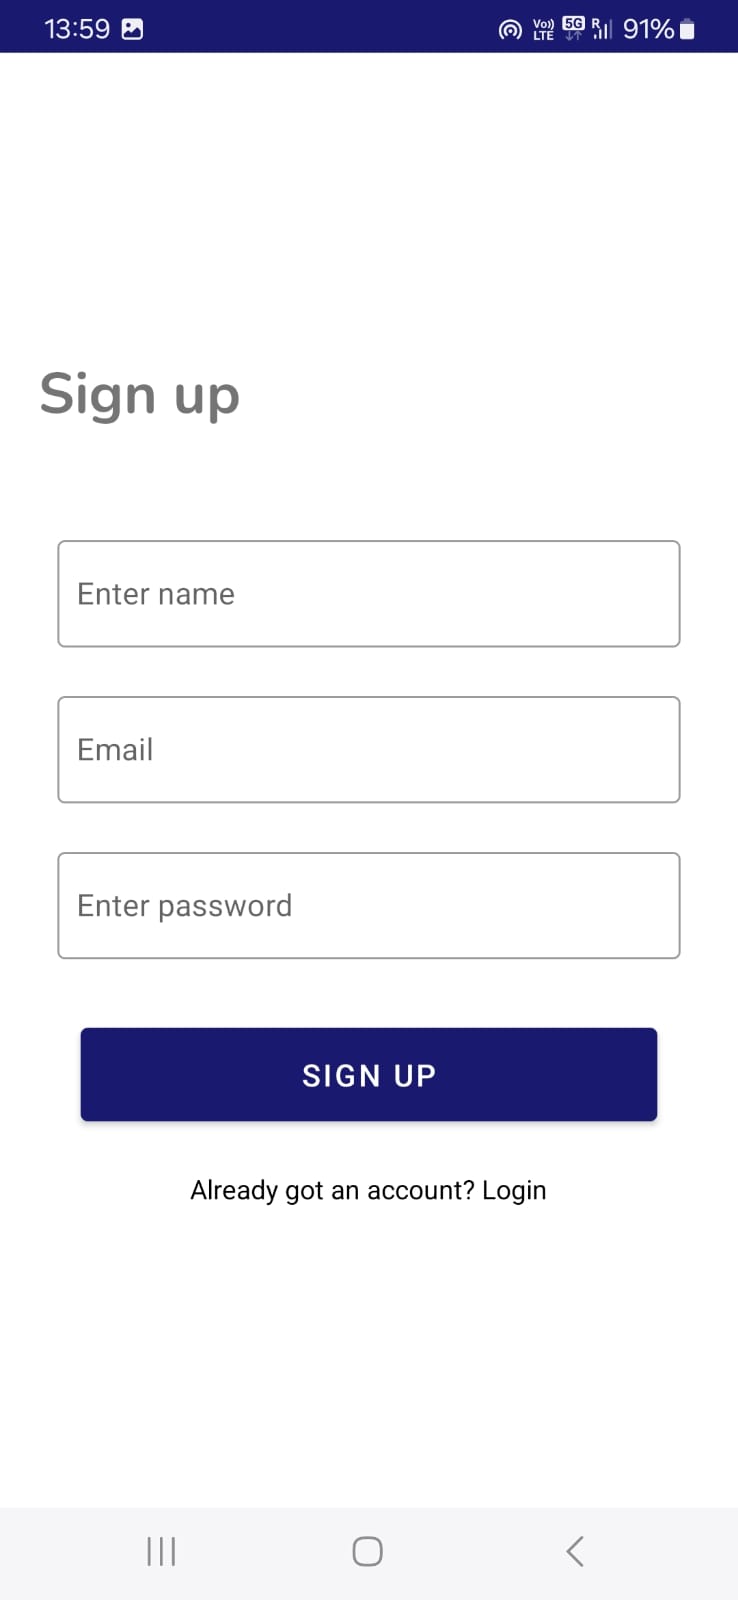 13:59 Vo)) LTE 5G R 91%
Sign up
Enter name
Email
Enter password
SIGN UP
Already got an account? Login